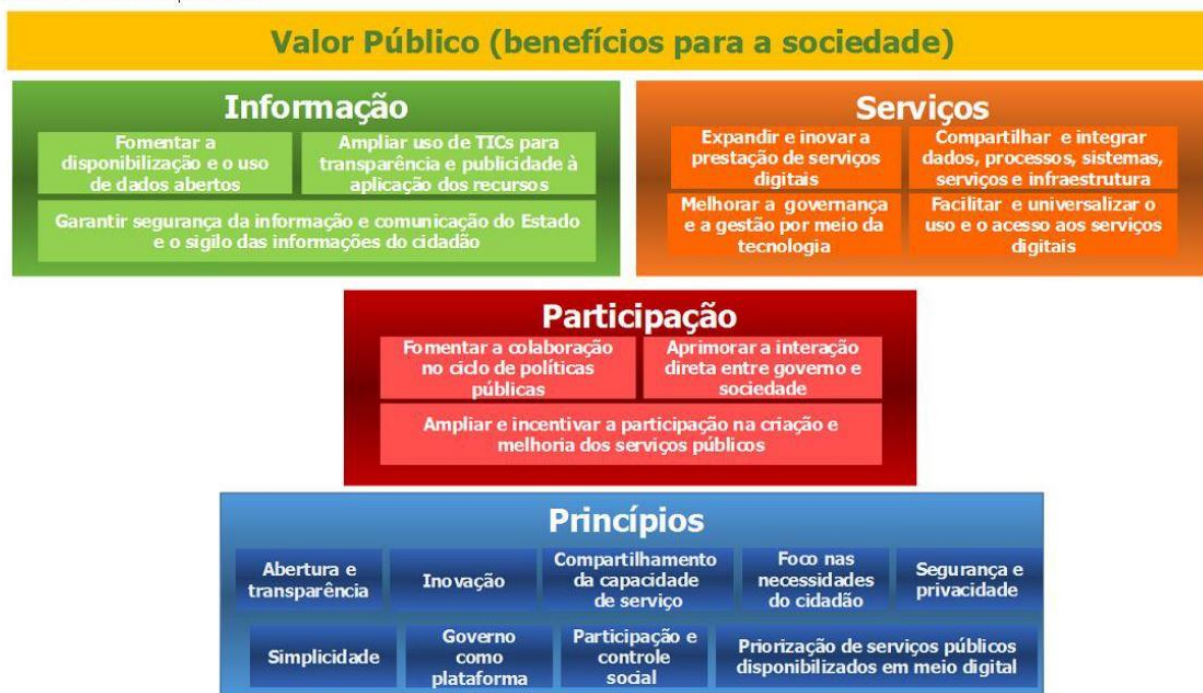 Valor Público (benefícios para a sociedade)
Informação
Fomentar a
disponibilização e o uso
de dados abertos
Ampliar uso de TICs para
transparência e publicidade à
aplicação dos recursos
Garantir segurança da informação e comunicação do Estado
e o sigilo das informações do cidadão
Serviços
Expandir e inovar a
prestação de serviços
digitais
Compartilhar e integrar
dados, processos, sistemas,
serviços e infraestrutura
Melhorar a governança
e a gestão por meio da
tecnologia
Facilitar e universalizar o
uso e o acesso aos serviços
digitais
Participação
Fomentar a colaboração
no ciclo de políticas
públicas
Aprimorar a interação
direta entre governo e
sociedade
Ampliar e incentivar a participação na criação e
melhoria dos serviços públicos
Princípios
Abertura e
transparência
Inovação
Compartilhamento
da capacidade
de serviço
Foco nas
necessidades
do cidadão
Segurança e
privacidade
Simplicidade
Governo
como
plataforma
Participação e
controle
social
Priorização de serviços públicos
disponibilizados em meio digital